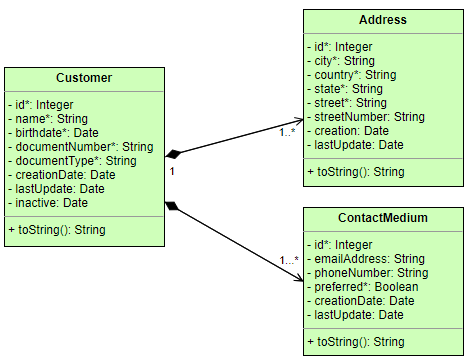 Customer
- id*: Integer
- name*: String
- birthdate*: Date
- documentNumber*: String
- documentType*: String
- creationDate: Date
- lastUpdate: Date
- inactive: Date
+ toString(): String
1
Address
- id*: Integer
- city*: String
- country*: String
- state*: String
- street*: String
- streetNumber: String
- creation: Date
- lastUpdate: Date
+ toString(): String
1..*
ContactMedium
- id*: Integer
- emailAddress: String
- phoneNumber: String
- preferred*: Boolean
- creationDate: Date
- lastUpdate: Date
+ toString(): String
1...*